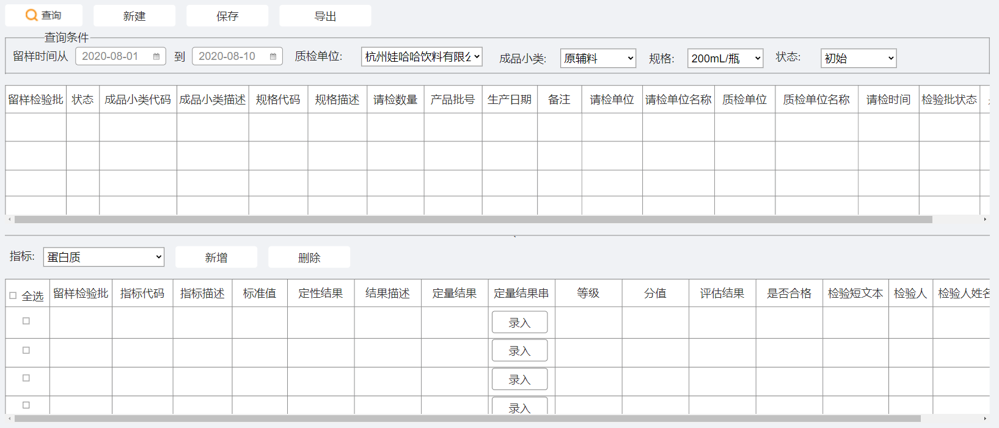 查询 新建 保存 导出
查询条件
留样时间从 2020-08-01 到 2020-08-10 质检单位: 杭州娃哈哈饮料有限公 成品小类: 原辅料 规格: 200mL/瓶 状态: 初始
留样检验批 状态 成品小类代码 成品小类描述 规格代码 规格描述 请检数量 产品批号 生产日期 备注 请检单位 请检单位名称 质检单位 质检单位名称 请检时间 检验批状态
指标: 蛋白质 新增 删除
全选 留样检验批 指标代码 指标描述 标准值 定性结果 结果描述 定量结果 定量结果串 等级 分值 评估结果 是否合格 检验短文本 检验人 检验人姓名
录入
录入
录入
录入